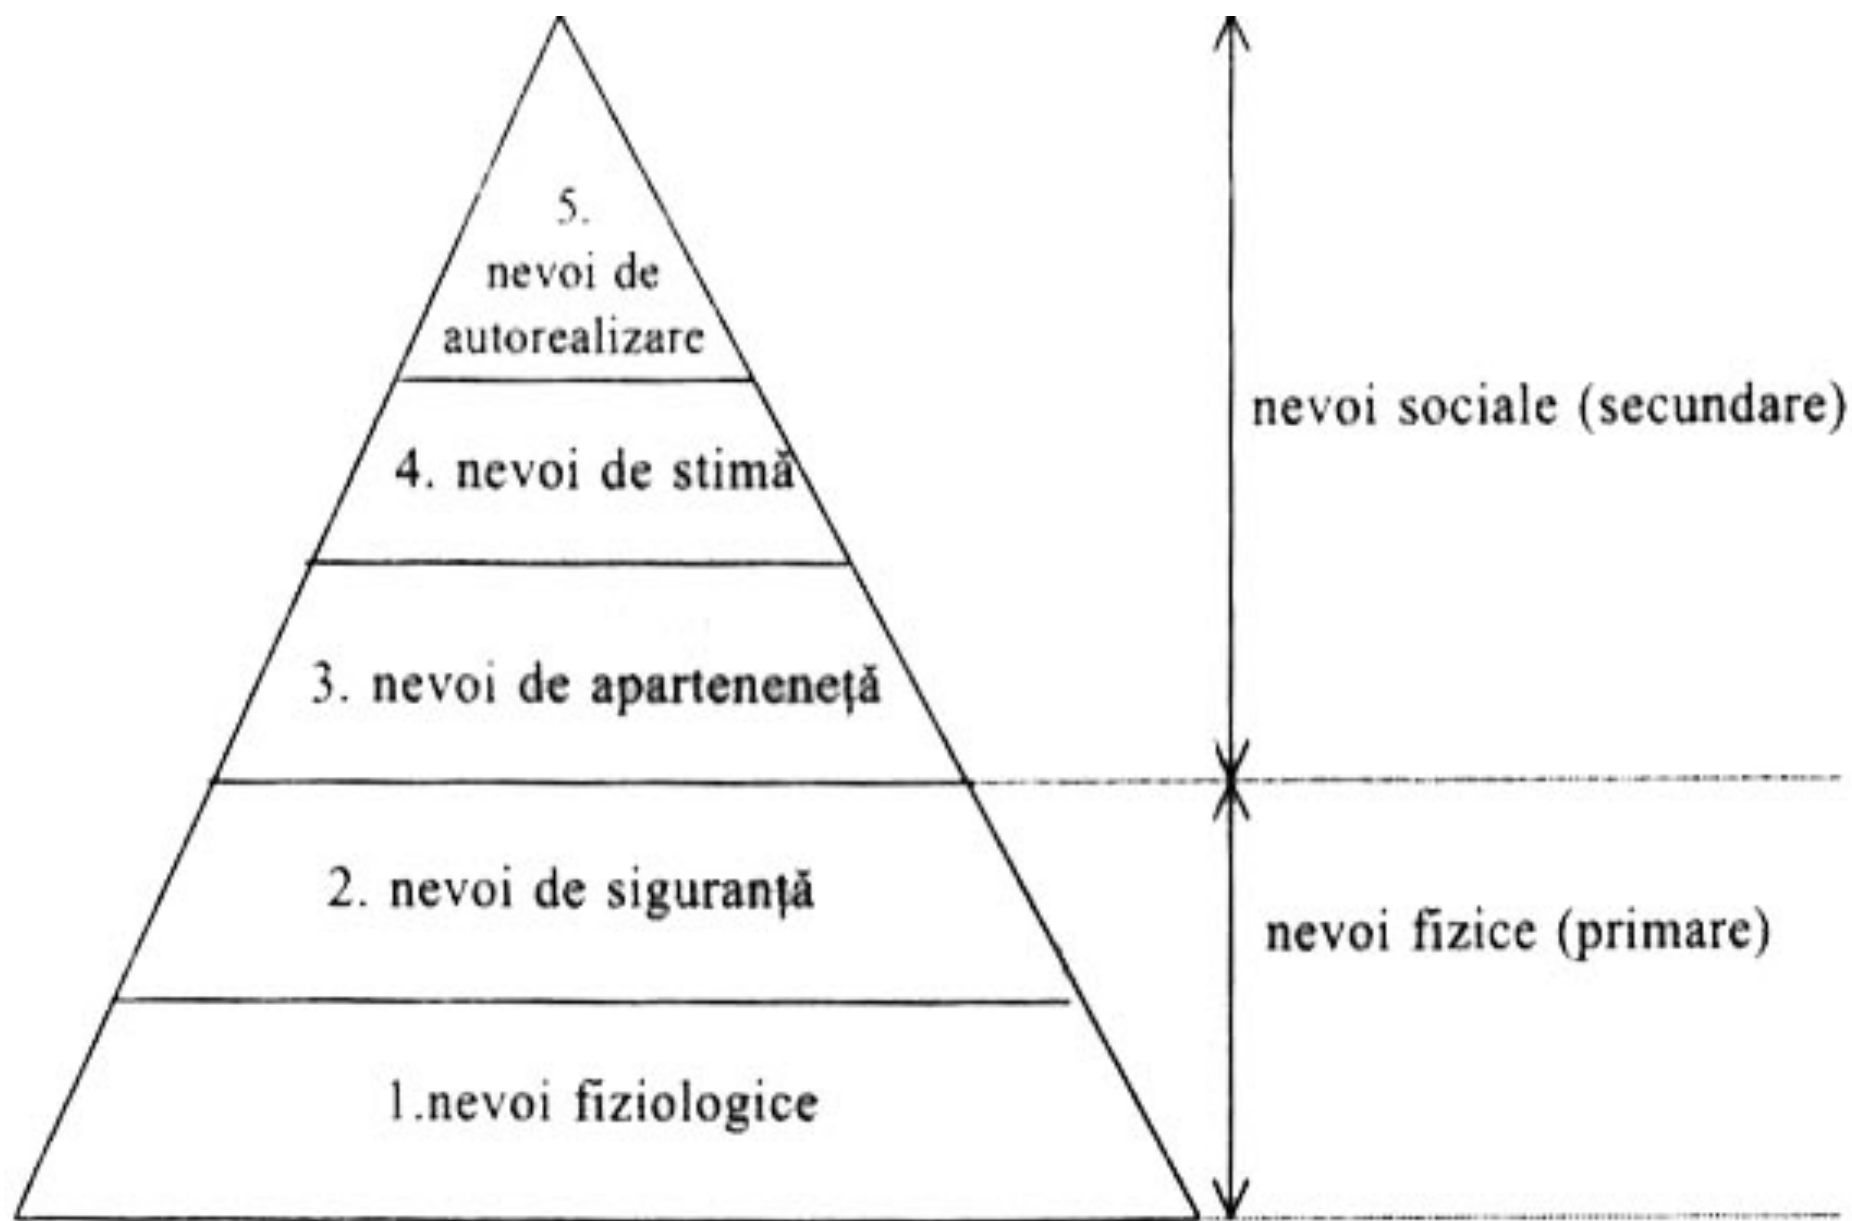 5.
nevoi de
autorealizare
nevoi sociale (secundare)
4. nevoi de stimă
3. nevoi de aparteneneță
2. nevoi de siguranță
nevoi fizice (primare)
1.nevoi fiziologice